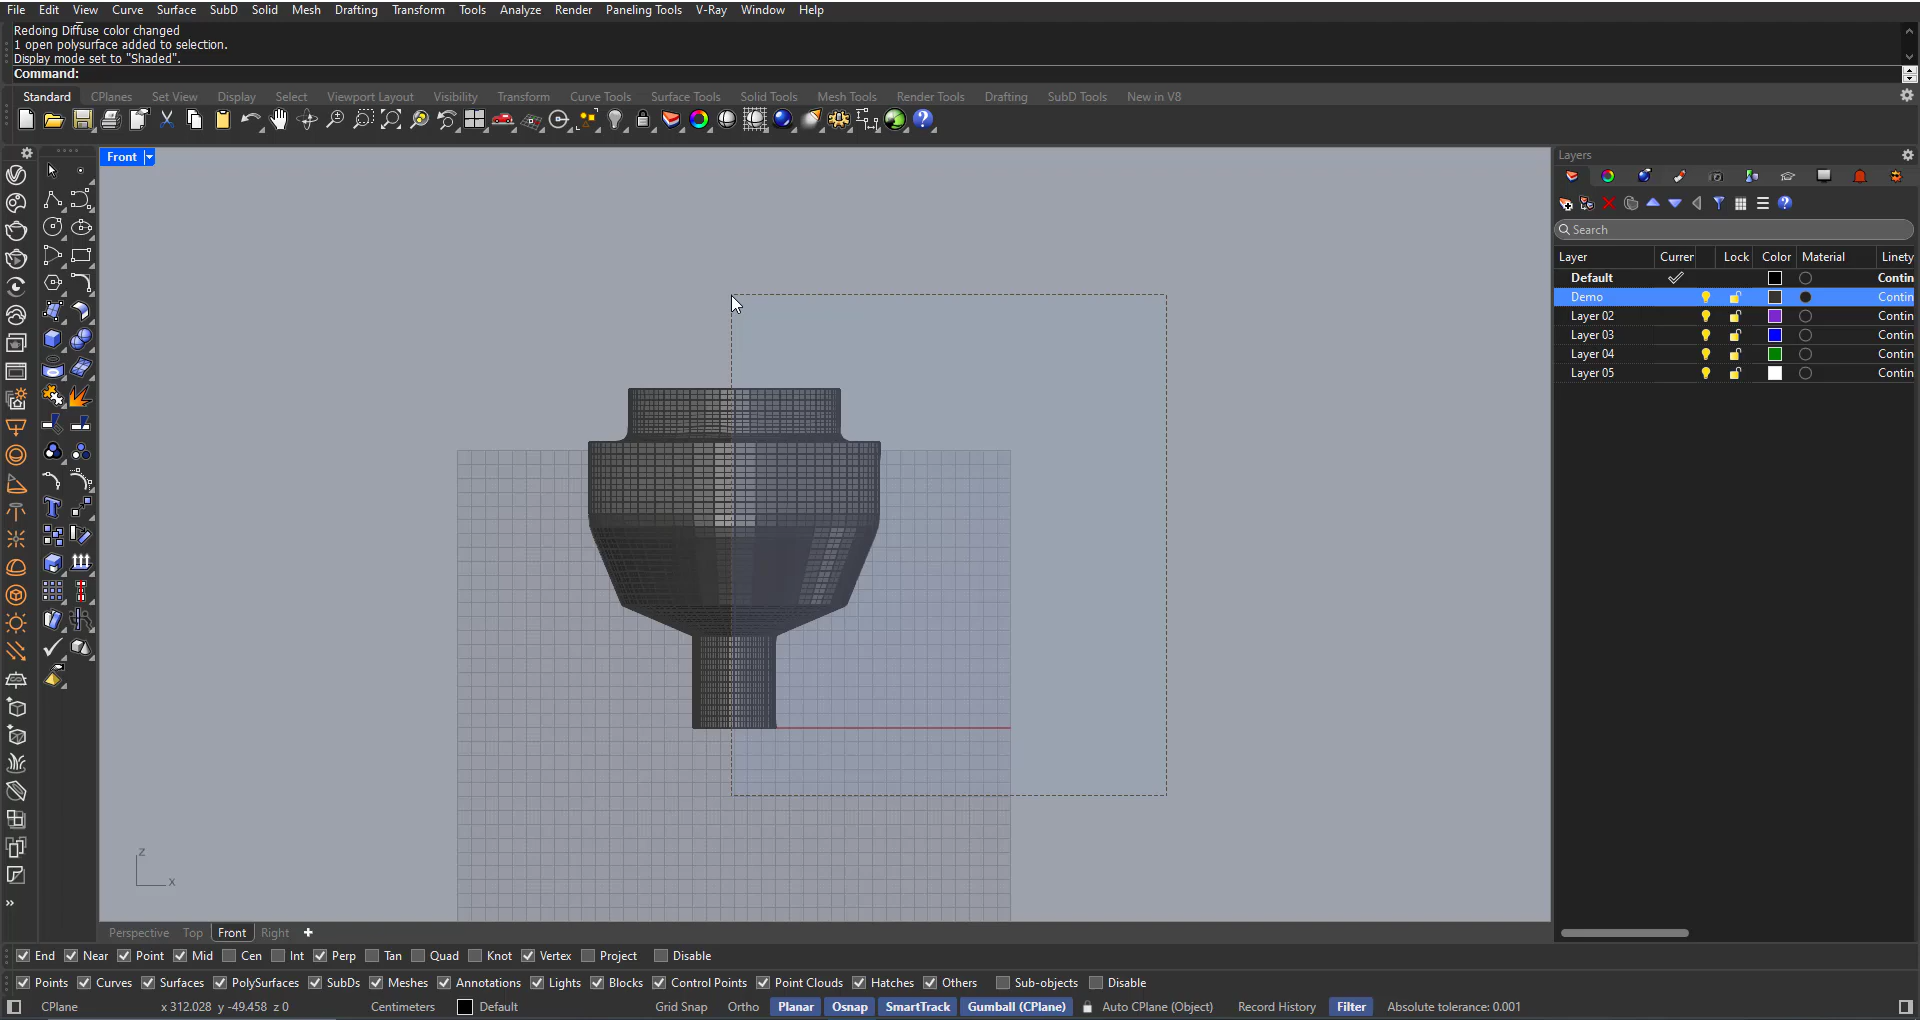 File Edit View Curve Surface SubD Solid Mesh Drafting Transform Tools Analyze Render Paneling Tools V-Ray Window Help
Redoing Diffuse color changed
1 open polysurface added to selection.
Display mode set to "Shaded".
Command:
Standard CPlanes Set View Display Select Viewport Layout Visibility Transform Curve Tools Surface Tools Solid Tools Mesh Tools Render Tools Drafting SubD Tools New in V8
Front
Layers
Search
Layer Currer Lock Color Material Linety
Default Contin
Demo Contin
Layer 02 Contin
Layer 03 Contin
Layer 04 Contin
Layer 05 Contin
z
x
Perspective Top Front Right
End Near Point Mid Cen Int Perp Tan Quad Knot Vertex Project Disable
Points Curves Surfaces PolySurfaces SubDs Meshes Annotations Lights Blocks Control Points Point Clouds Hatches Others Sub-objects Disable
CPlane x 312.028 y -49.458 z 0 Centimeters Default Grid Snap Ortho Planar Osnap SmartTrack Gumball (CPlane) Auto CPlane (Object) Record History Filter Absolute tolerance: 0.001